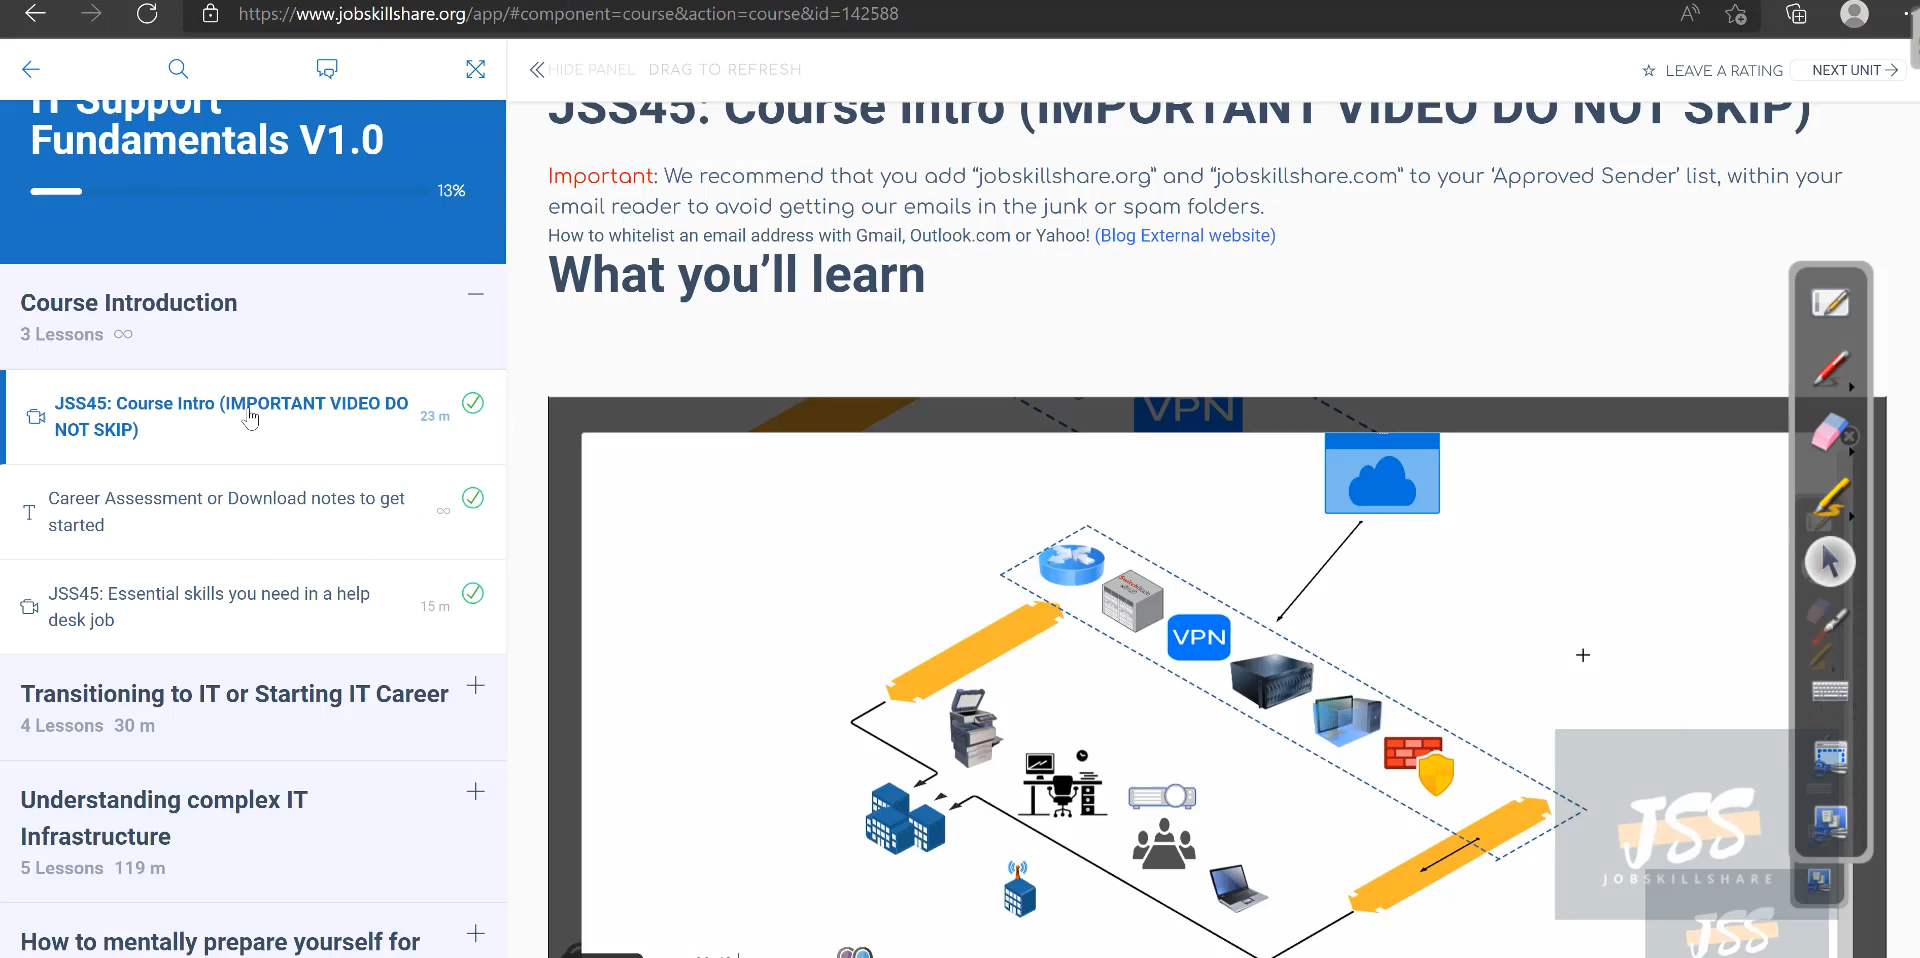 https://www.jobskillshare.org/app/#component=course&action=course&id=142588
HIDE PANEL DRAG TO REFRESH
LEAVE A RATING
NEXT UNIT
IT Support
Fundamentals V1.0
13%
Course Introduction
3 Lessons
JSS45: Course Intro (IMPORTANT VIDEO DO
NOT SKIP)
23 m
Career Assessment or Download notes to get
started
JSS45: Essential skills you need in a help
desk job
15 m
Transitioning to IT or Starting IT Career
4 Lessons 30 m
Understanding complex IT
Infrastructure
5 Lessons 119 m
How to mentally prepare yourself for
JSS45: Course Intro (IMPORTANT VIDEO DO NOT SKIP)
Important: We recommend that you add “jobskillshare.org” and “jobskillshare.com” to your ‘Approved Sender’ list, within your
email reader to avoid getting our emails in the junk or spam folders.
How to whitelist an email address with Gmail, Outlook.com or Yahoo! (Blog External website)
What you’ll learn
VPN
VPN
JSS
JOBSKILLSHARE
JSS